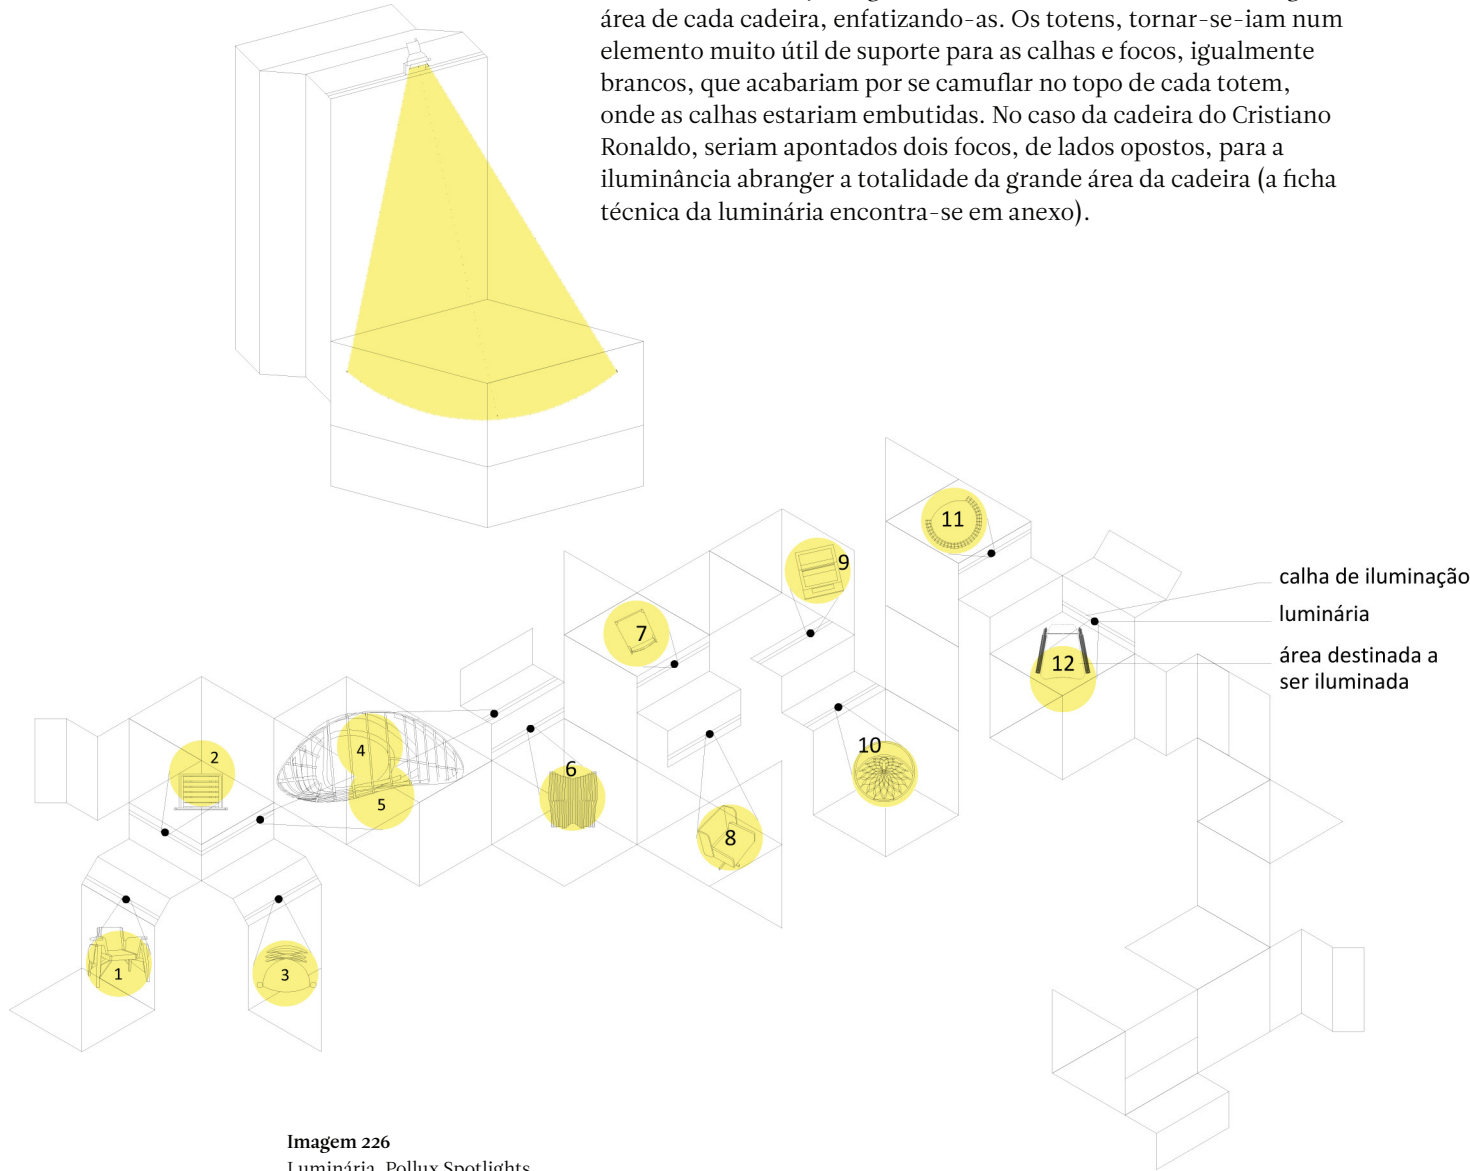 área de cada cadeira, enfatizando-as. Os totens, tornar-se-iam num
elemento muito útil de suporte para as calhas e focos, igualmente
brancos, que acabariam por se camuflar no topo de cada totem,
onde as calhas estariam embutidas. No caso da cadeira do Cristiano
Ronaldo, seriam apontados dois focos, de lados opostos, para a
iluminância abranger a totalidade da grande área da cadeira (a ficha
técnica da luminária encontra-se em anexo).
11
9
calha de iluminação
luminária
7
área destinada a
ser iluminada
12
2
4
10
6
5
8
1
3
Imagem 226
Luminária, Pollux Spotlights